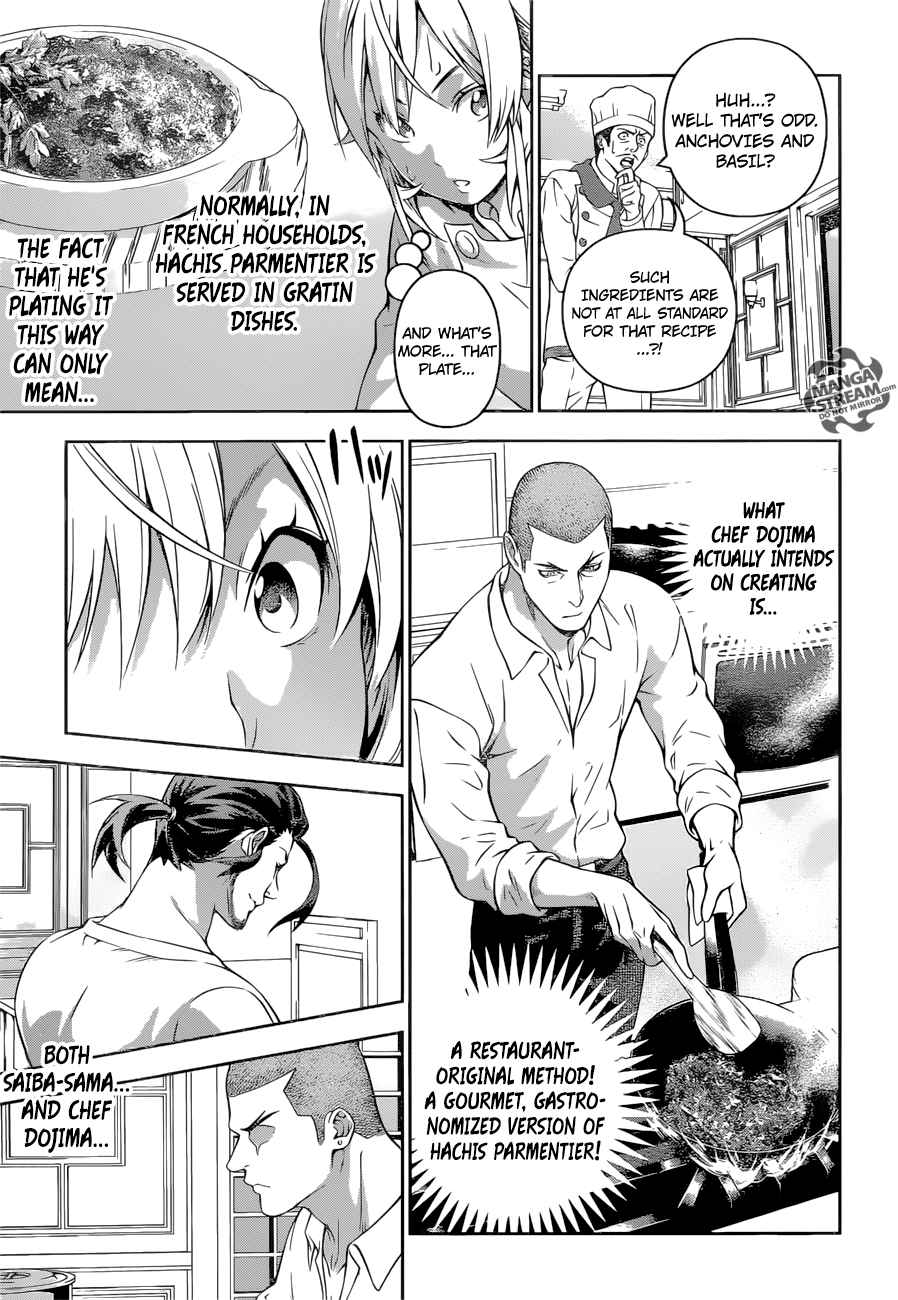 HUH...?
WELL THAT'S ODD.
ANCHOVIES AND
BASIL?
SUCH
INGREDIENTS ARE
NOT AT ALL STANDARD
FOR THAT RECIPE
...?!
AND WHAT'S
MORE... THAT
PLATE...
NORMALLY, IN
FRENCH HOUSEHOLDS,
HACHIS PARMENTIER IS
SERVED IN GRATIN
DISHES.
THE FACT
THAT HE'S
PLATING IT
THIS WAY
CAN ONLY
MEAN...
MANGA
STREAM.com
DO NOT MIRROR
WHAT
CHEF DOJIMA
ACTUALLY INTENDS
ON CREATING
IS...
A RESTAURANT-
ORIGINAL METHOD!
A GOURMET, GASTRO-
NOMIZED VERSION OF
HACHIS PARMENTIER!
BOTH
SAIBA-SAMA...
AND CHEF
DOJIMA...